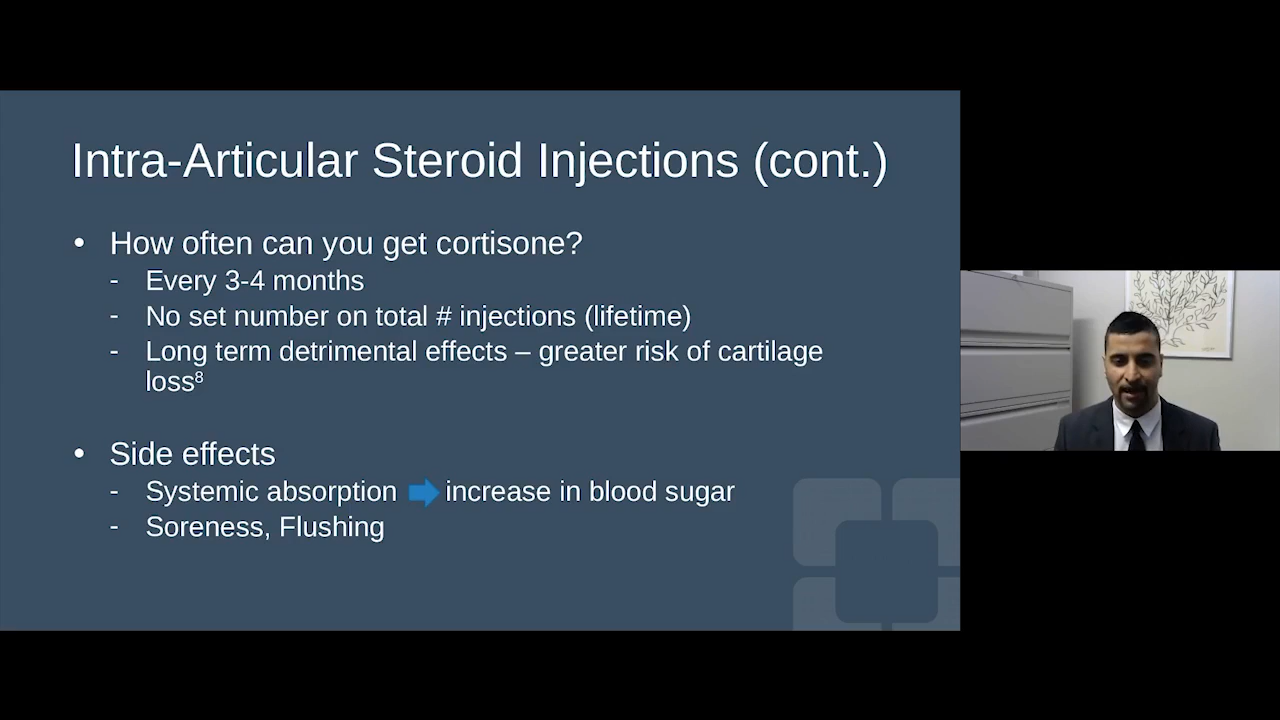 Intra-Articular Steroid Injections (cont.)
• How often can you get cortisone?
- Every 3-4 months
- No set number on total # injections (lifetime)
- Long term detrimental effects – greater risk of cartilage
loss⁸
• Side effects
- Systemic absorption ➡ increase in blood sugar
- Soreness, Flushing